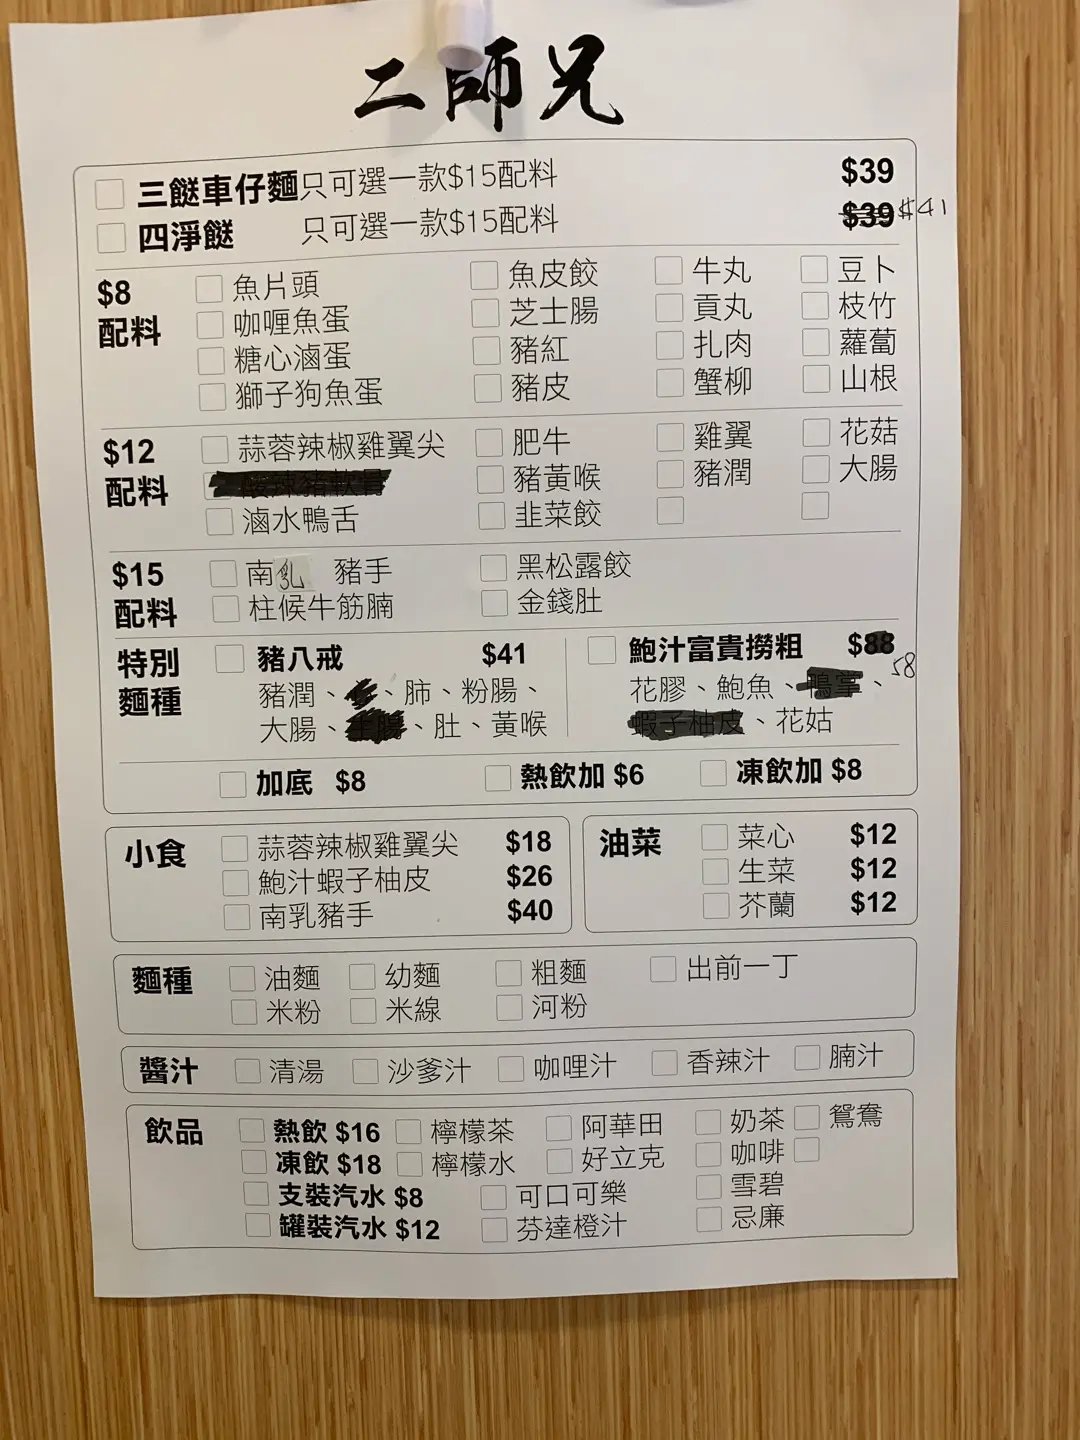 二師兄
三餸車仔麵只可選一款$15配料 $39
四淨餸 只可選一款$15配料 $39 $41
$8 配料
魚片頭 魚皮餃 牛丸 豆卜
咖喱魚蛋 芝士腸 貢丸 枝竹
糖心滷蛋 豬紅 扎肉 蘿蔔
獅子狗魚蛋 豬皮 蟹柳 山根
$12 配料
蒜蓉辣椒雞翼尖 肥牛 雞翼 花菇
酸辣豬軟骨 豬黃喉 豬潤 大腸
滷水鴨舌 韭菜餃
$15 配料
南乳 豬手 黑松露餃
柱候牛筋腩 金錢肚
特別麵種
豬八戒 $41
豬潤、、肺、粉腸、
大腸、生腸、肚、黃喉
鮑汁富貴撈粗 $88 58
花膠、鮑魚、鴨掌、
蝦子柚皮、花姑
加底 $8 熱飲加 $6 凍飲加 $8
小食
蒜蓉辣椒雞翼尖 $18
鮑汁蝦子柚皮 $26
南乳豬手 $40
油菜
菜心 $12
生菜 $12
芥蘭 $12
麵種 油麵 幼麵 粗麵 出前一丁
米粉 米線 河粉
醬汁 清湯 沙爹汁 咖哩汁 香辣汁 腩汁
飲品 熱飲 $16 檸檬茶 阿華田 奶茶 鴛鴦
凍飲 $18 檸檬水 好立克 咖啡
支裝汽水 $8 可口可樂 雪碧
罐裝汽水 $12 芬達橙汁 忌廉